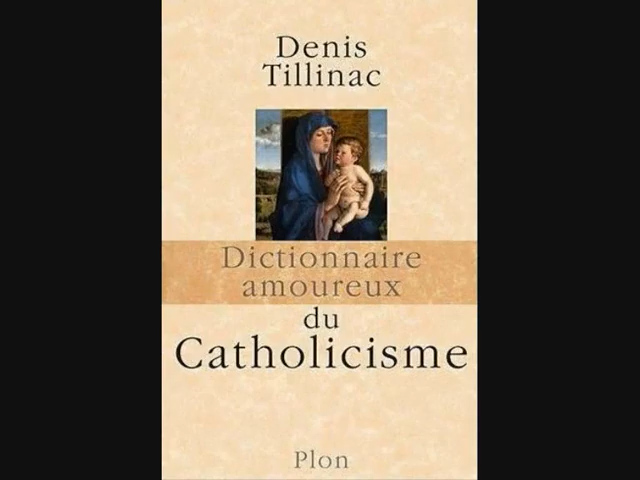 Denis
Tillinac
Dictionnaire
amoureux
du
Catholicisme
Plon